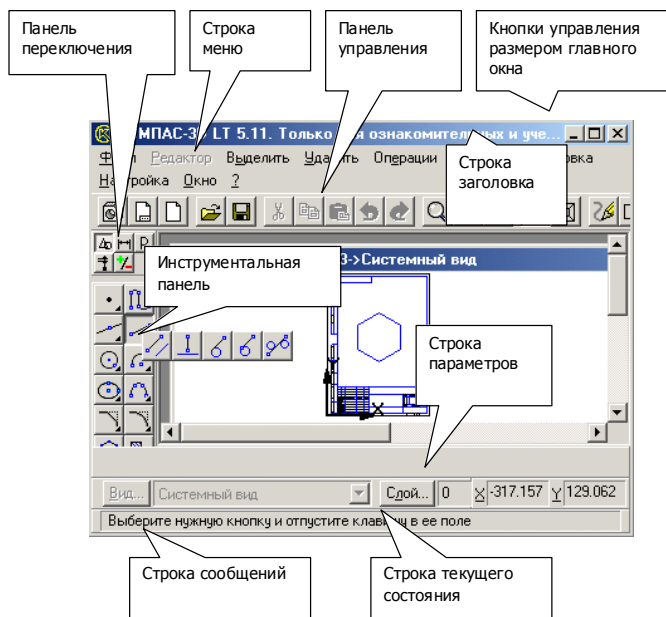 Панель
переключения
Строка
меню
Панель
управления
Кнопки управления
размером главного
окна
МПАС-3 LT 5.11. Только ознакомительных и уче...
Редактор Выделить Удалить Операции
Настройка Окно ?
Строка
заголовка
Инструментальная
панель
3->Системный вид
Строка
параметров
X
Вид... Системный вид Слой... 0 X -317.157 Y 129.062
Выберите нужную кнопку и отпустите клавишу в ее поле
Строка сообщений
Строка текущего
состояния